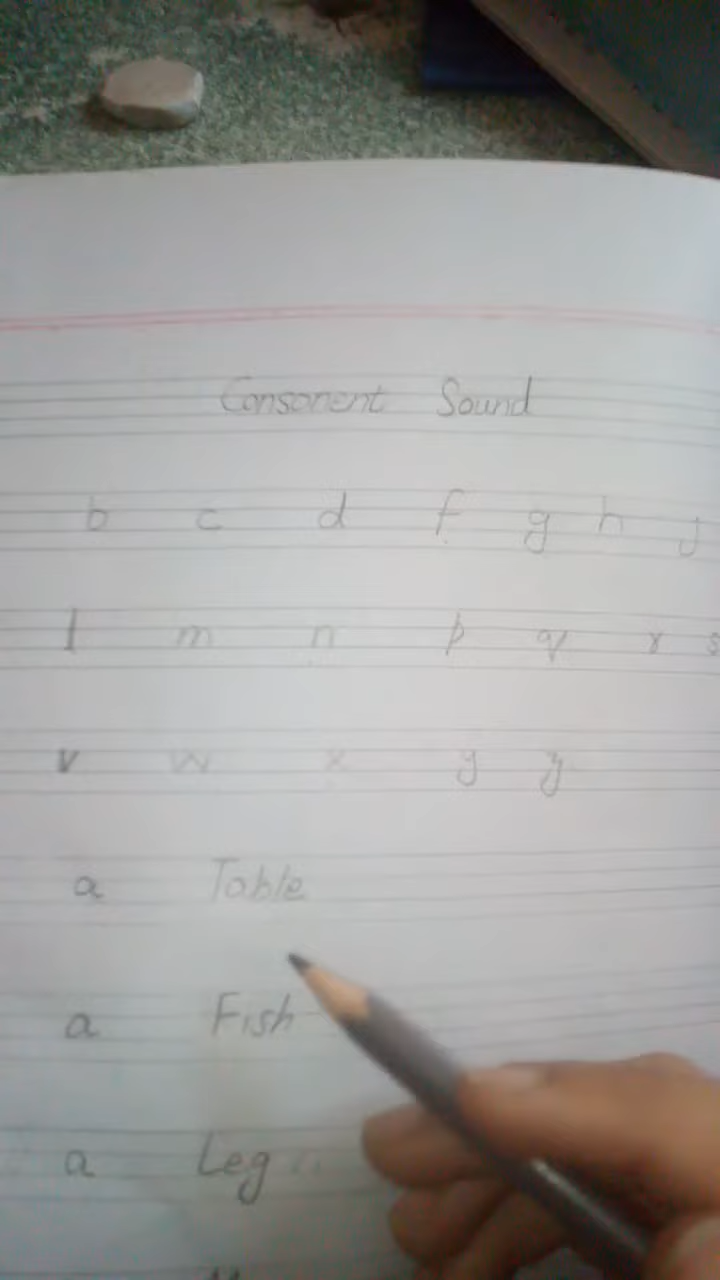 Consonent Sound
b c d f g h j
l m n p q r s
v w x y z
a Table
a Fish
a Leg